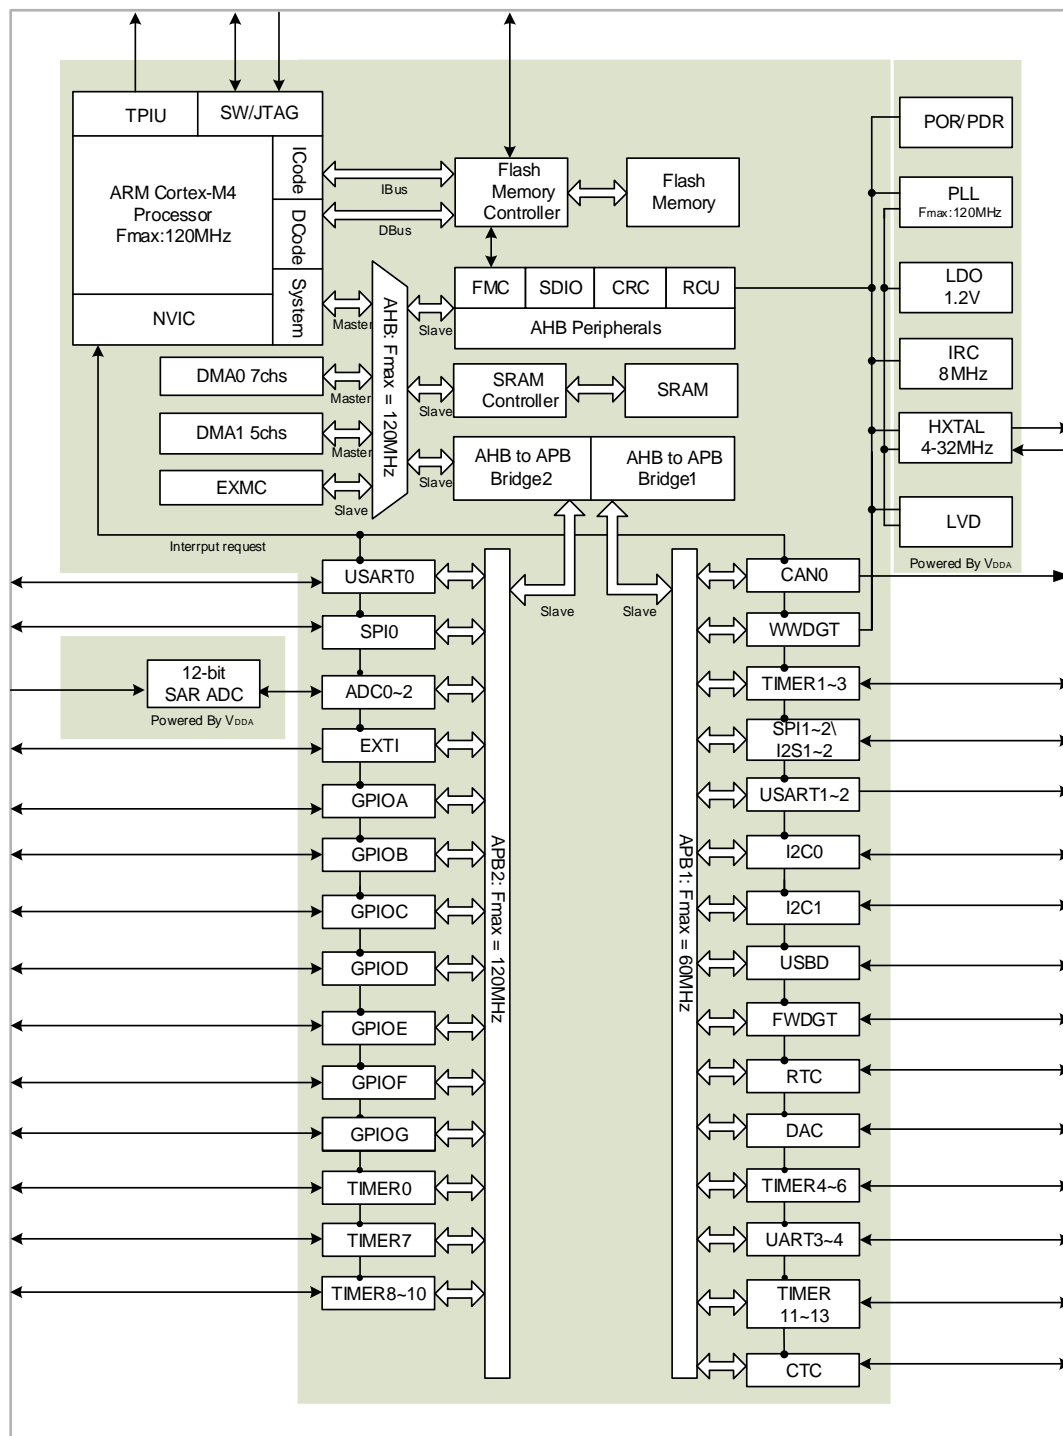 TPIU
SW/JTAG
POR/PDR
ARM Cortex-M4
Processor
Fmax:120MHz
ICode
DCode
System
NVIC
IBus
DBus
Flash
Memory
Controller
Flash
Memory
PLL
Fmax:120MHz
LDO
1.2V
FMC
SDIO
CRC
RCU
AHB Peripherals
Master
Slave
AHB: Fmax = 120MHz
IRC
8MHz
DMA0 7chs
Master
Slave
SRAM
Controller
SRAM
HXTAL
4-32MHz
DMA1 5chs
Master
Slave
AHB to APB
Bridge2
AHB to APB
Bridge1
EXMC
Slave
LVD
Powered By VDDA
Interrput request
Slave
Slave
USART0
SPI0
12-bit
SAR ADC
Powered By VDDA
ADC0~2
EXTI
GPIOA
GPIOB
GPIOC
GPIOD
GPIOE
GPIOF
GPIOG
TIMER0
TIMER7
TIMER8~10
APB2: Fmax = 120MHz
APB1: Fmax = 60MHz
CAN0
WWDGT
TIMER1~3
SPI1~2\
I2S1~2
USART1~2
I2C0
I2C1
USBD
FWDGT
RTC
DAC
TIMER4~6
UART3~4
TIMER
11~13
CTC